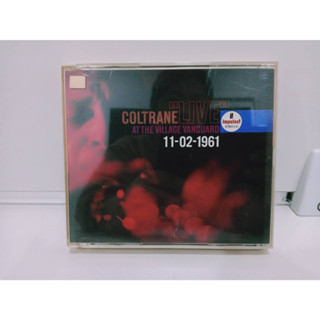 COLTRANE "LIVE"
AT THE VILLAGE VANGUARD
11-02-1961
impulse!